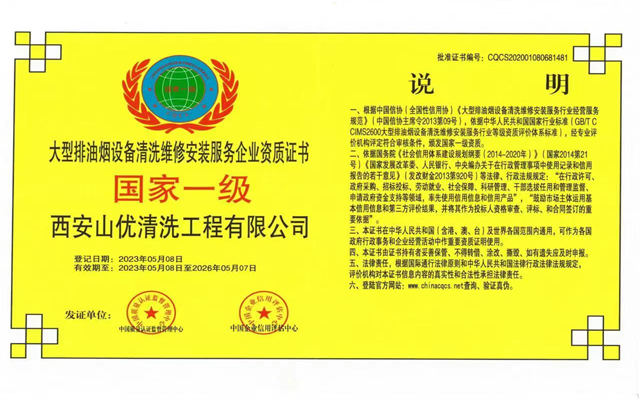 大型排油烟设备清洗维修安装服务企业资质证书
国家一级
西安山优清洗工程有限公司
登记日期：2023年05月08日
有效期至：2023年05月08日至2026年05月07日
发证单位：
中国质量认证监督管理中心
中国企业信用评估中心
批准证书编号：CQCS202001080681481
说 明
一、根据中国信协（全国性信用协）《大型排油烟设备清洗维修安装服务行业经营服务
规范》（中国信协主席令2013第09号），依据中华人民共和国国家行业标准（GB/T CC
CIMS2600大型排油烟设备清洗维修安装服务行业等级资质评价体系标准），经专业评
价机构评定符合审核条件，颁发国家一级资质。
二、依据国务院《社会信用体系建设规划纲要（2014-2020年）》（国家2014第21
号）《国家发展改革委、人民银行、中央编办关于在行政管理事项中使用记录和信用
报告的若干意见》（发改财金2013第920号）等法律、行政法规规定：“在行政许可、
政府采购、招标投标、劳动就业、社会保障、科研管理、干部选拔任用和管理监督、
申请政府资金支持等领域，率先使用信用信息和信用产品”，“鼓励市场主体运用基
本信用信息和第三方评价结果，并将其作为投标人资格审查、评标、和合同签订的重
要依据”。
三、本证书在中华人民共和国（含港、澳、台）及世界各国范围内通用，可作为各国
政府行政事务和企业经营活动中作重要资质证明使用。
四、本证书由证书持有者妥善保管、不得转借、涂改、撕毁、如有遗失应及时申报。
五、法律责任，根据国际通行法律原则和中华人民共和国法律行政法律法规规定，
评价机构对本证书信息内容的真实性和合法性承担法律责任。
六、登陆官方网站：www.chinacqcs.net查询、验证真伪。